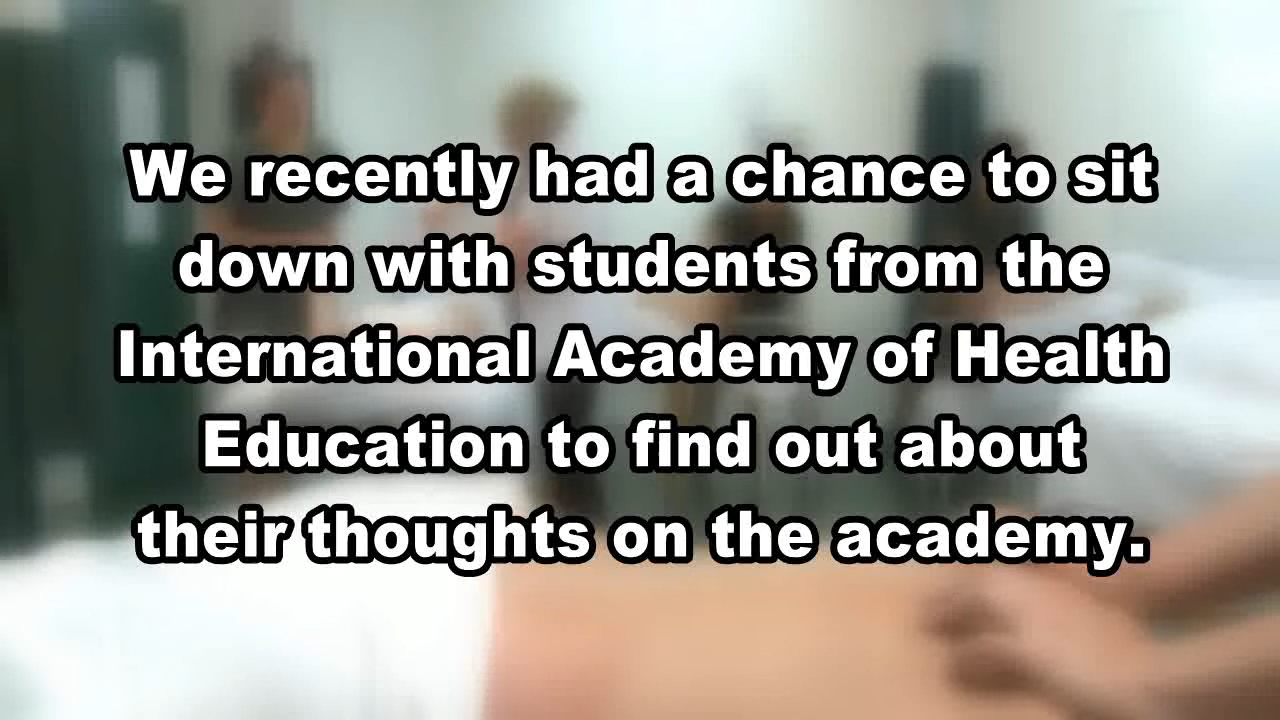 We recently had a chance to sit
down with students from the
International Academy of Health
Education to find out about
their thoughts on the academy.